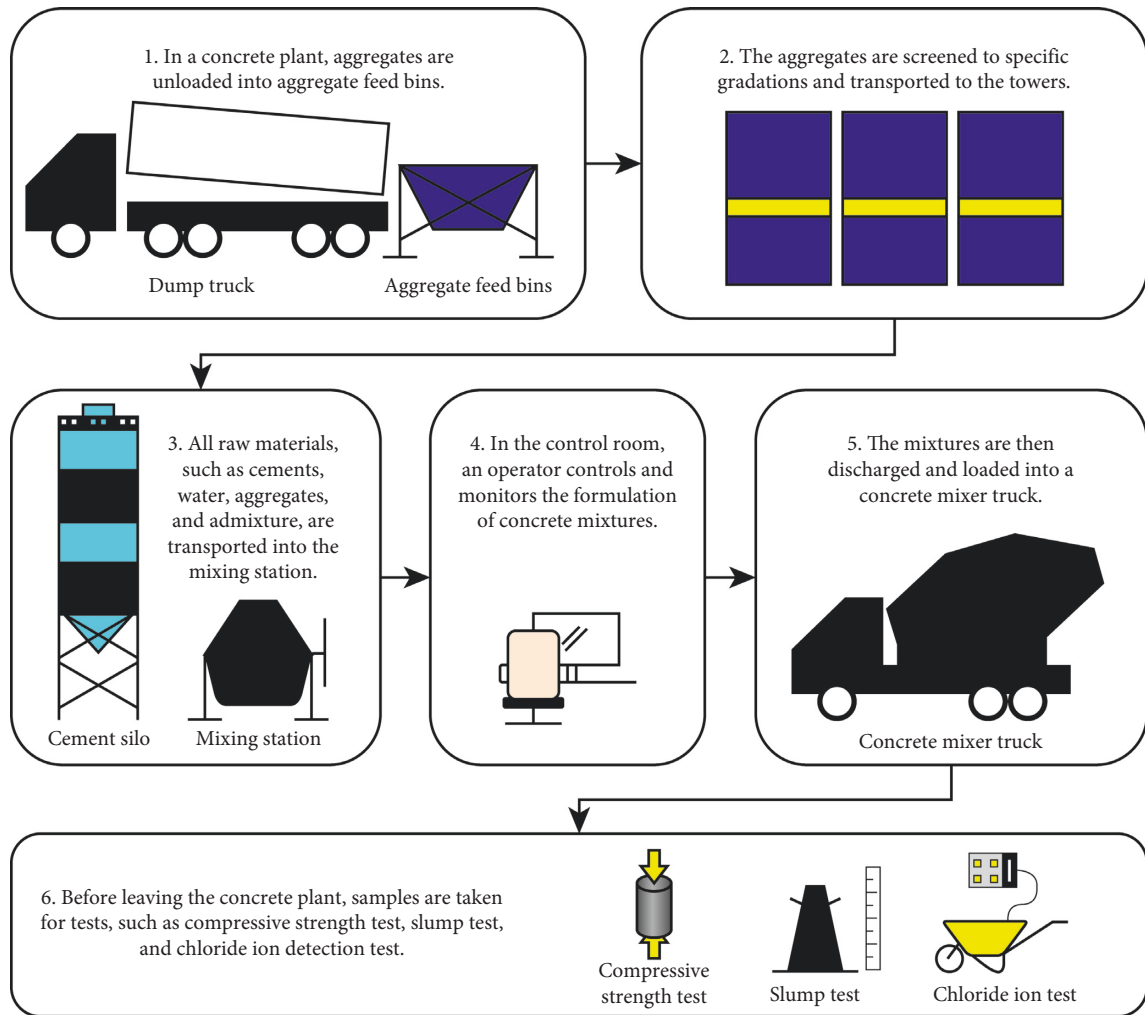 1. In a concrete plant, aggregates are
unloaded into aggregate feed bins.
Dump truck
Aggregate feed bins
2. The aggregates are screened to specific
gradations and transported to the towers.
3. All raw materials,
such as cements,
water, aggregates,
and admixture, are
transported into the
mixing station.
Cement silo
Mixing station
4. In the control room,
an operator controls and
monitors the formulation
of concrete mixtures.
5. The mixtures are then
discharged and loaded into a
concrete mixer truck.
Concrete mixer truck
6. Before leaving the concrete plant, samples are taken
for tests, such as compressive strength test, slump test,
and chloride ion detection test.
Compressive
strength test
Slump test
Chloride ion test